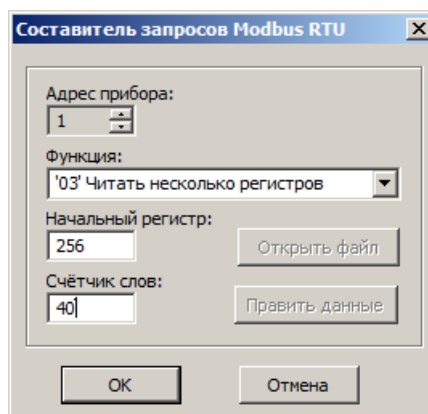 Составитель запросов Modbus RTU
Адрес прибора:
1
Функция:
'03' Читать несколько регистров
Начальный регистр:
256
Открыть файл
Счётчик слов:
40
Править данные
OK
Отмена